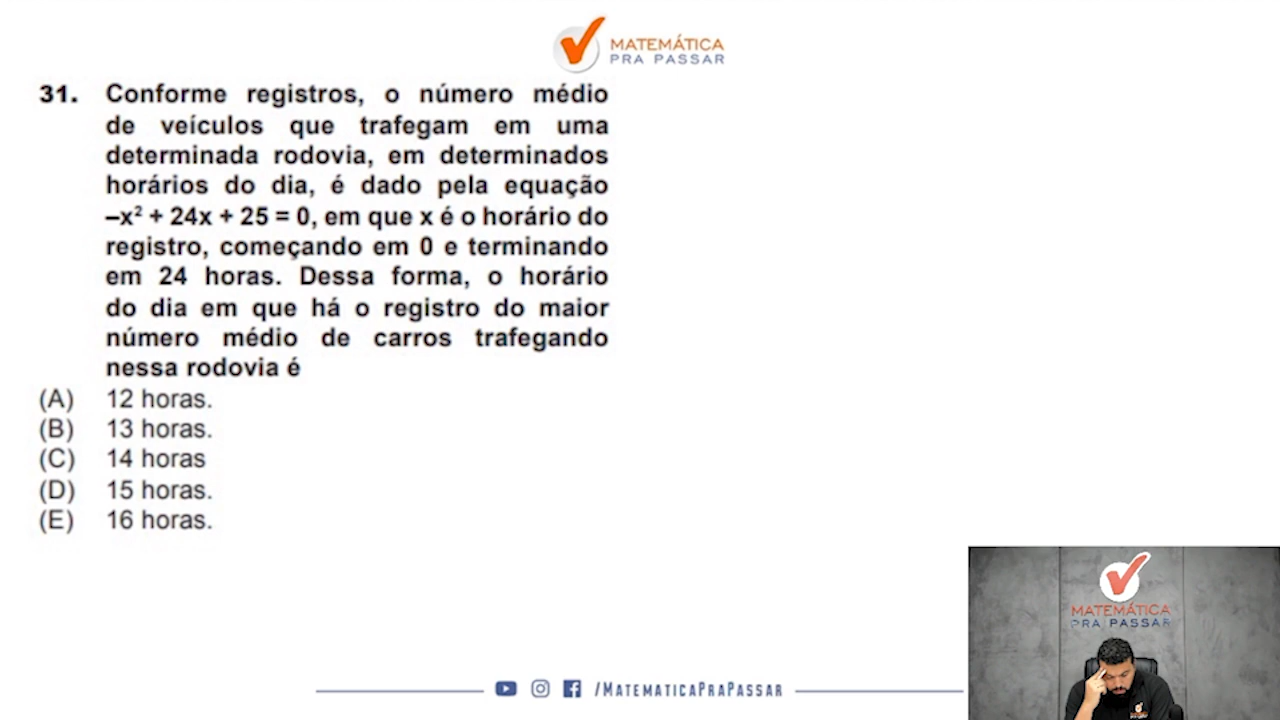 MATEMÁTICA
PRA PASSAR
31. Conforme registros, o número médio
de veículos que trafegam em uma
determinada rodovia, em determinados
horários do dia, é dado pela equação
–x² + 24x + 25 = 0, em que x é o horário do
registro, começando em 0 e terminando
em 24 horas. Dessa forma, o horário
do dia em que há o registro do maior
número médio de carros trafegando
nessa rodovia é
(A) 12 horas.
(B) 13 horas.
(C) 14 horas
(D) 15 horas.
(E) 16 horas.
MATEMÁTICA
PRA PASSAR
/MATEMATICAPRAPASSAR